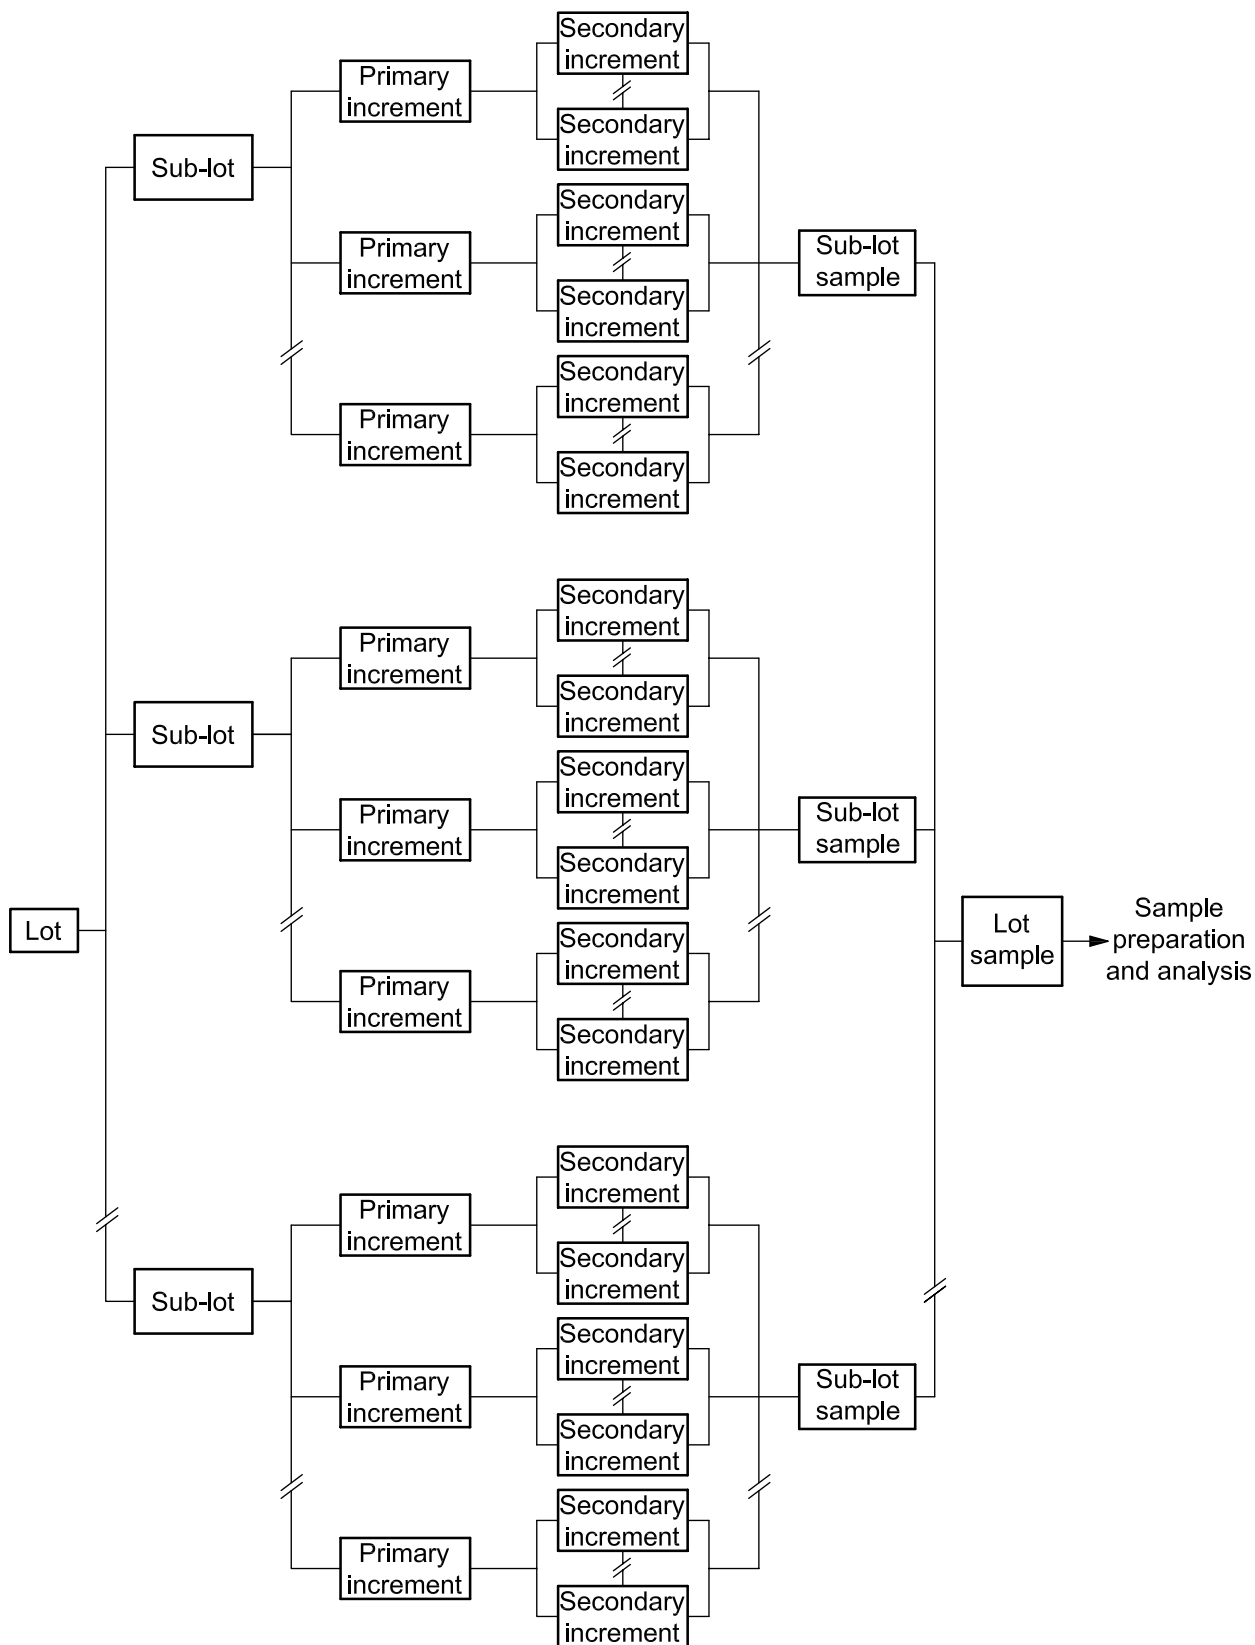 Secondary
increment
Primary
increment
Secondary
increment
Sub-lot
Secondary
increment
Primary
increment
Secondary
increment
Sub-lot
sample
Secondary
increment
Primary
increment
Secondary
increment
Secondary
increment
Primary
increment
Secondary
increment
Sub-lot
Secondary
increment
Primary
increment
Secondary
increment
Sub-lot
sample
Lot
Secondary
increment
Primary
increment
Secondary
increment
Lot
sample
Sample
preparation
and analysis
Secondary
increment
Primary
increment
Secondary
increment
Sub-lot
Secondary
increment
Primary
increment
Secondary
increment
Sub-lot
sample
Secondary
increment
Primary
increment
Secondary
increment